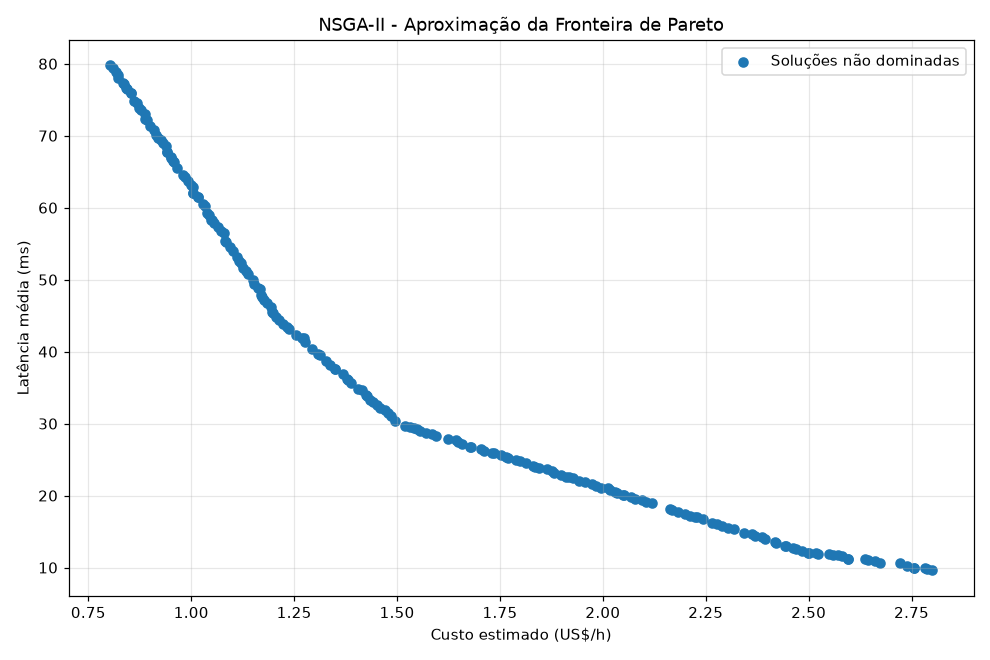 NSGA-II - Aproximação da Fronteira de Pareto
Soluções não dominadas
Latência média (ms)
80
70
60
50
40
30
20
10
0.75 1.00 1.25 1.50 1.75 2.00 2.25 2.50 2.75
Custo estimado (US$/h)